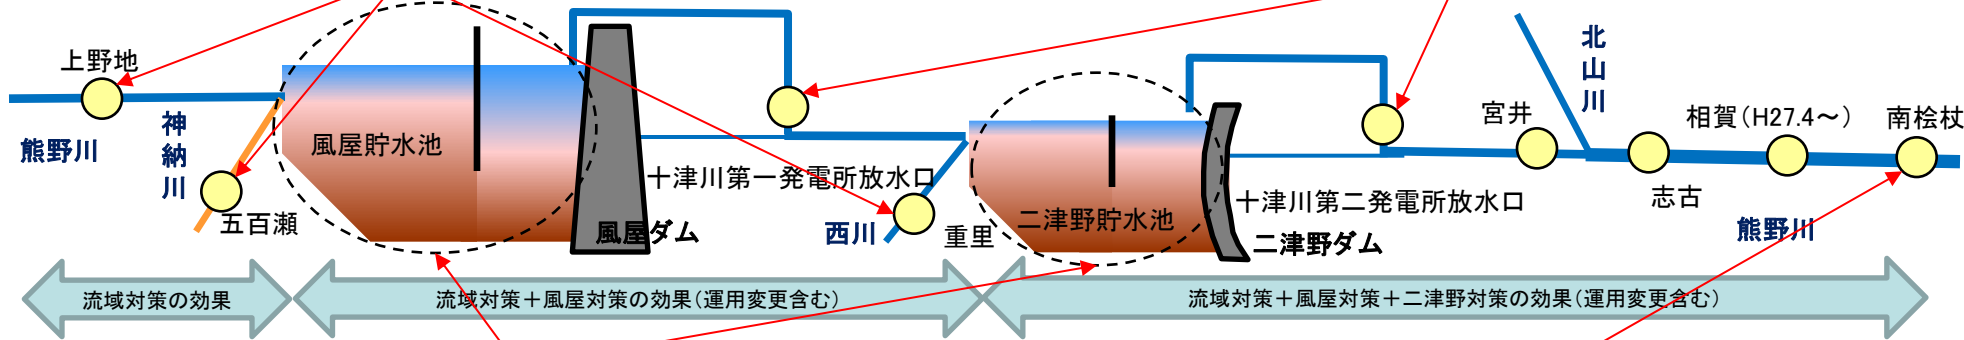 上野地
熊野川
神納川
五百瀬
風屋貯水池
風屋ダム
十津川第一発電所放水口
西川
重里
二津野貯水池
二津野ダム
十津川第二発電所放水口
宮井
北山川
志古
相賀(H27.4～)
南桧杖
熊野川
流域対策の効果
流域対策＋風屋対策の効果(運用変更含む)
流域対策＋風屋対策＋二津野対策の効果(運用変更含む)